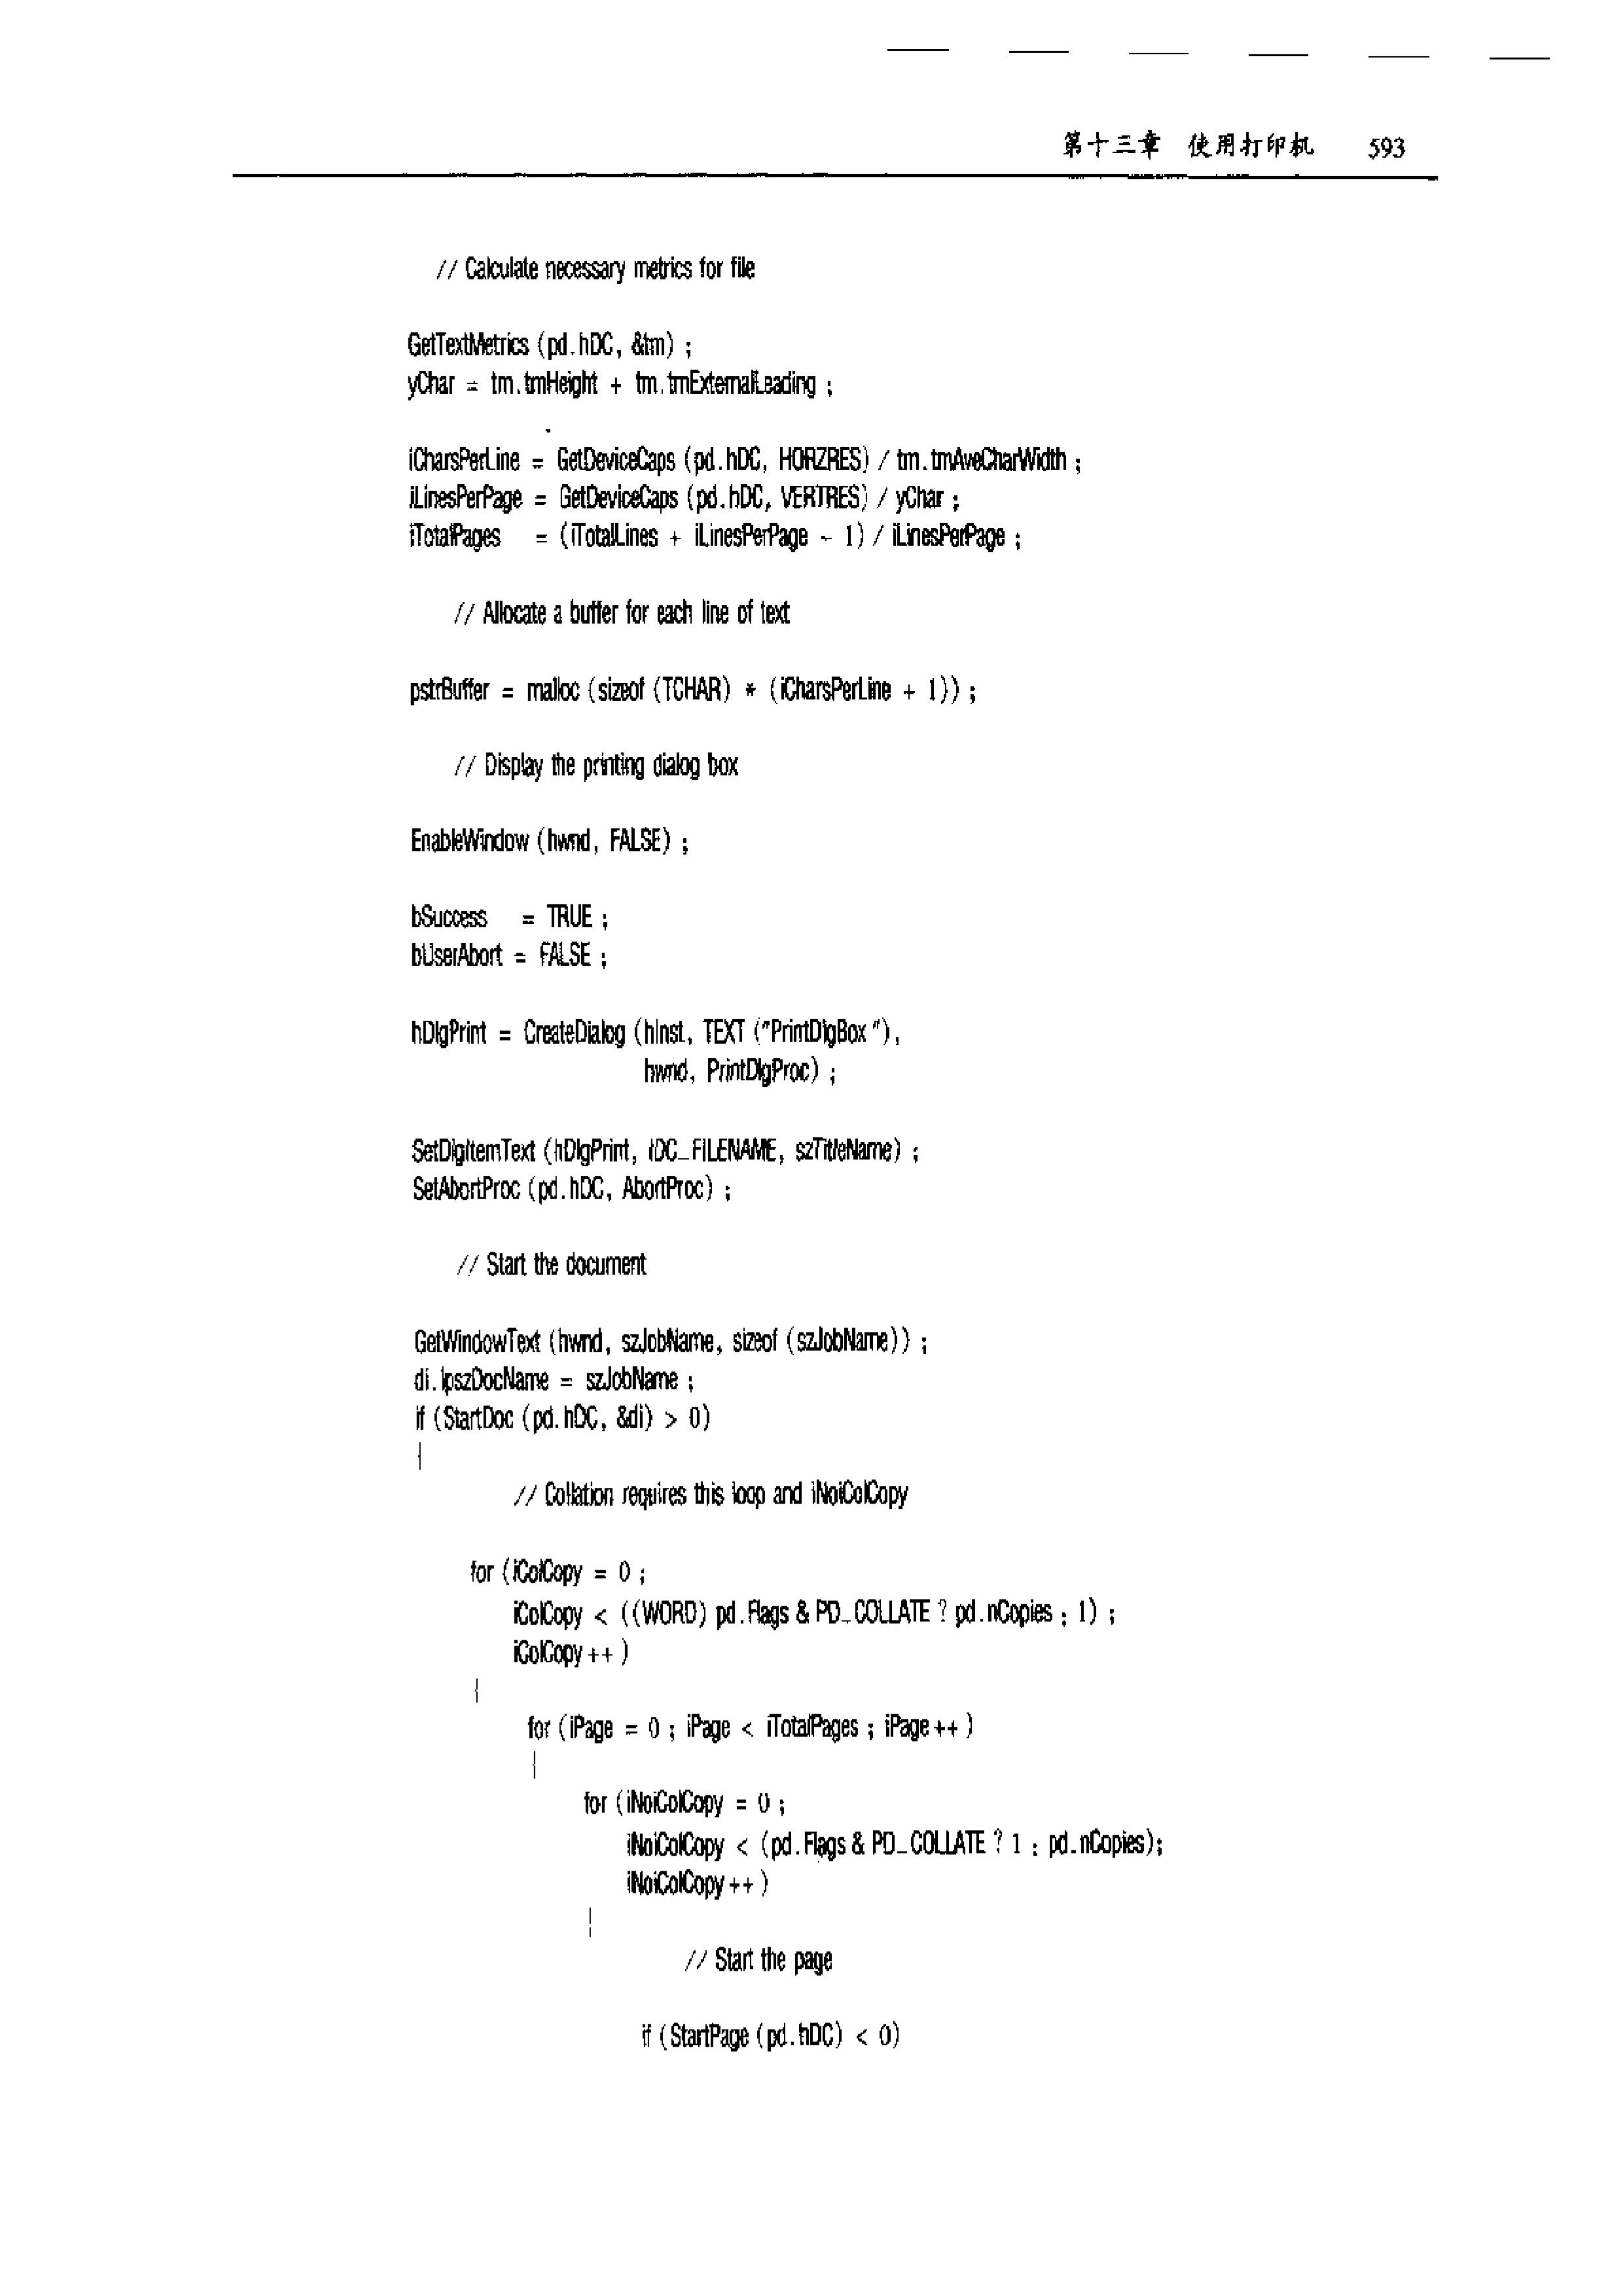 第十三章 使用打印机 593
// Calculate necessary metrics for file
GetTextMetrics (pd.hDC, &tm) ;
yChar = tm.tmHeight + tm.tmExternalLeading ;
iCharsPerLine = GetDeviceCaps (pd.hDC, HORZRES) / tm.tmAveCharWidth ;
iLinesPerPage = GetDeviceCaps (pd.hDC, VERTRES) / yChar ;
iTotalPages = (iTotalLines + iLinesPerPage - 1) / iLinesPerPage ;
// Allocate a buffer for each line of text
pstrBuffer = malloc (sizeof (TCHAR) * (iCharsPerLine + 1)) ;
// Display the printing dialog box
EnableWindow (hwnd, FALSE) ;
bSuccess = TRUE ;
bUserAbort = FALSE ;
hDlgPrint = CreateDialog (hInst, TEXT ("PrintDlgBox"),
hwnd, PrintDlgProc) ;
SetDlgItemText (hDlgPrint, IDC_FILENAME, szTitleName) ;
SetAbortProc (pd.hDC, AbortProc) ;
// Start the document
GetWindowText (hwnd, szJobName, sizeof (szJobName)) ;
di.lpszDocName = szJobName ;
if (StartDoc (pd.hDC, &di) > 0)
{
// Collation requires this loop and iNoiColCopy
for (iColCopy = 0 ;
iColCopy < ((WORD) pd.Flags & PD_COLLATE ? pd.nCopies : 1) ;
iColCopy++ )
{
for (iPage = 0 ; iPage < iTotalPages ; iPage++ )
{
for (iNoiColCopy = 0 ;
iNoiColCopy < (pd.Flags & PD_COLLATE ? 1 : pd.nCopies);
iNoiColCopy++ )
{
// Start the page
if (StartPage (pd.hDC) < 0)